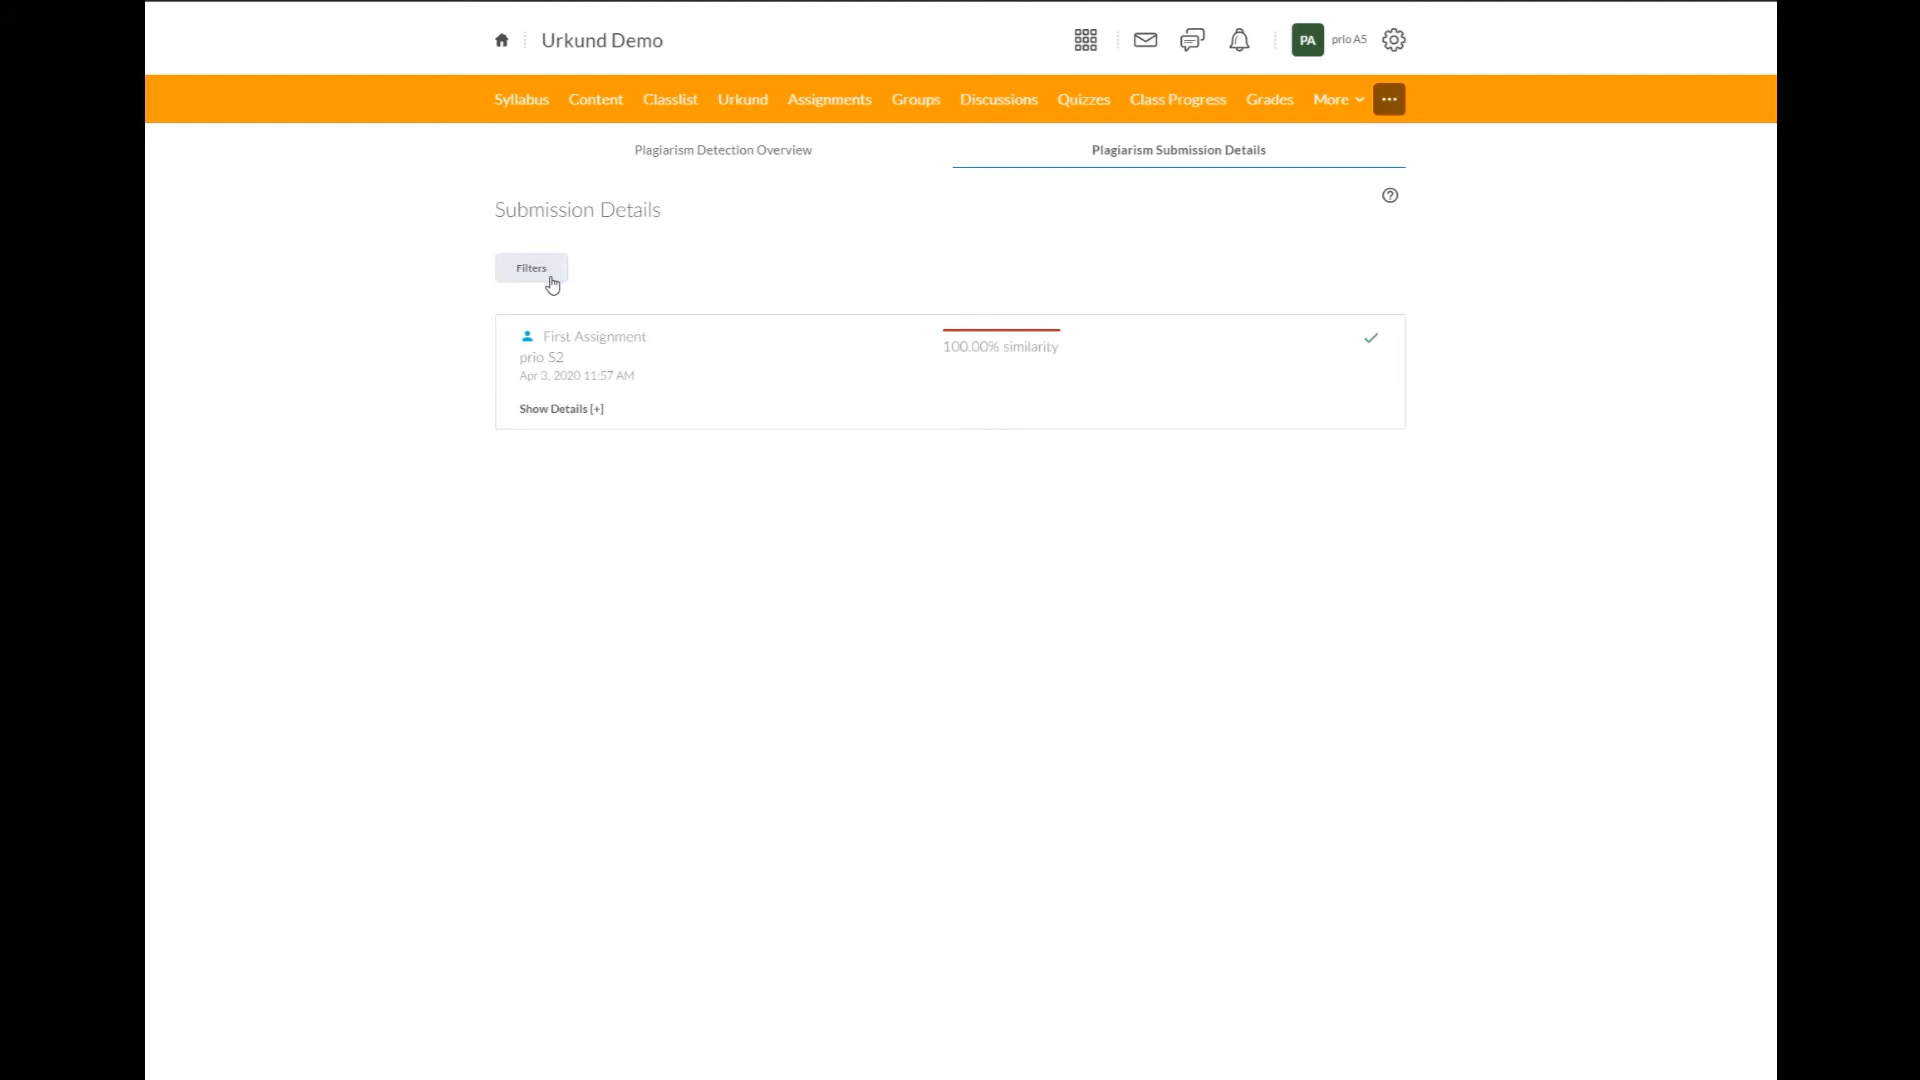 Urkund Demo
PA prio A5
Syllabus Content Classlist Urkund Assignments Groups Discussions Quizzes Class Progress Grades More ...
Plagiarism Detection Overview Plagiarism Submission Details
Submission Details
Filters
First Assignment 100.00% similarity
prio S2
Apr 3, 2020 11:57 AM
Show Details [+]